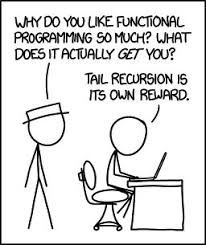 WHY DO YOU LIKE FUNCTIONAL
PROGRAMMING SO MUCH? WHAT
DOES IT ACTUALLY GET YOU?
TAIL RECURSION IS
ITS OWN REWARD.